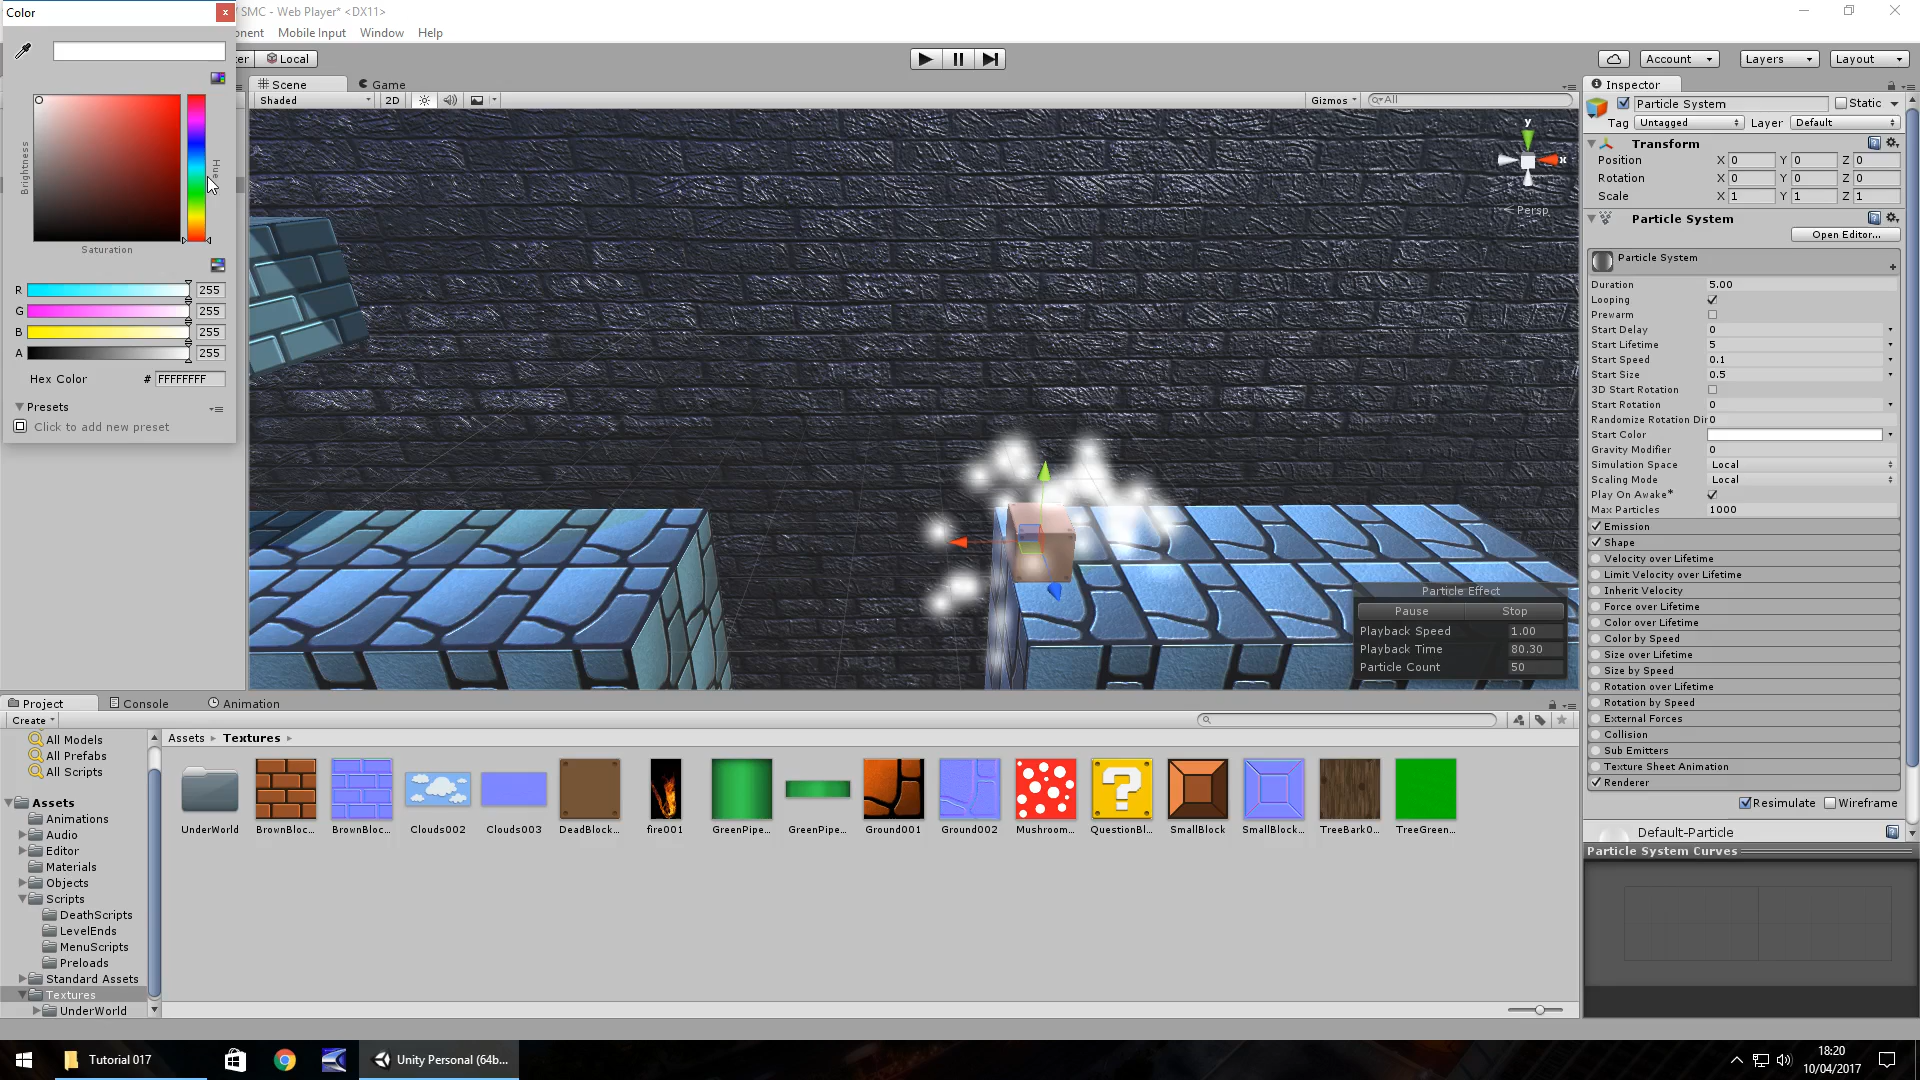 Color
SMC - Web Player* <DX11>
Mobile Input Window Help
Local
Account Layers Layout
Scene Game
Shaded 2D Gizmos All
Inspector
Particle System Static
Tag Untagged Layer Default
Transform
Position X 0 Y 0 Z 0
Rotation X 0 Y 0 Z 0
Scale X 1 Y 1 Z 1
Particle System
Open Editor...
Particle System
Duration 5.00
Looping
Prewarm
Start Delay 0
Start Lifetime 5
Start Speed 0.1
Start Size 0.5
3D Start Rotation
Start Rotation 0
Randomize Rotation Dir 0
Start Color
Gravity Modifier 0
Simulation Space Local
Scaling Mode Local
Play On Awake*
Max Particles 1000
Emission
Shape
Velocity over Lifetime
Limit Velocity over Lifetime
Inherit Velocity
Force over Lifetime
Color over Lifetime
Color by Speed
Size over Lifetime
Size by Speed
Rotation over Lifetime
Rotation by Speed
External Forces
Collision
Sub Emitters
Texture Sheet Animation
Renderer
Resimulate Wireframe
Default-Particle
Particle System Curves
Brightness
Hue
Saturation
R 255
G 255
B 255
A 255
Hex Color # FFFFFFFF
Presets
Click to add new preset
y
x
Persp
Particle Effect
Pause Stop
Playback Speed 1.00
Playback Time 80.30
Particle Count 50
Project Console Animation
Create
All Models
All Prefabs
All Scripts
Assets
Animations
Audio
Editor
Materials
Objects
Scripts
DeathScripts
LevelEnds
MenuScripts
Preloads
Standard Assets
Textures
UnderWorld
Assets Textures
UnderWorld BrownBloc... BrownBloc... Clouds002 Clouds003 DeadBlock... fire001 GreenPipe... GreenPipe... Ground001 Ground002 Mushroom... QuestionBl... SmallBlock SmallBlock... TreeBark0... TreeGreen...
Tutorial 017
Unity Personal (64b...
18:20
10/04/2017